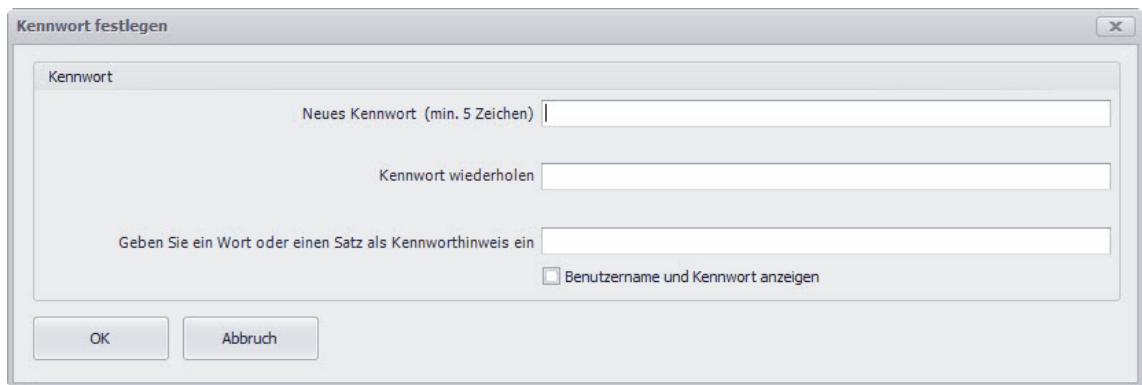 Kennwort festlegen
Kennwort
Neues Kennwort (min. 5 Zeichen)
Kennwort wiederholen
Geben Sie ein Wort oder einen Satz als Kennworthinweis ein
Benutzername und Kennwort anzeigen
OK Abbruch